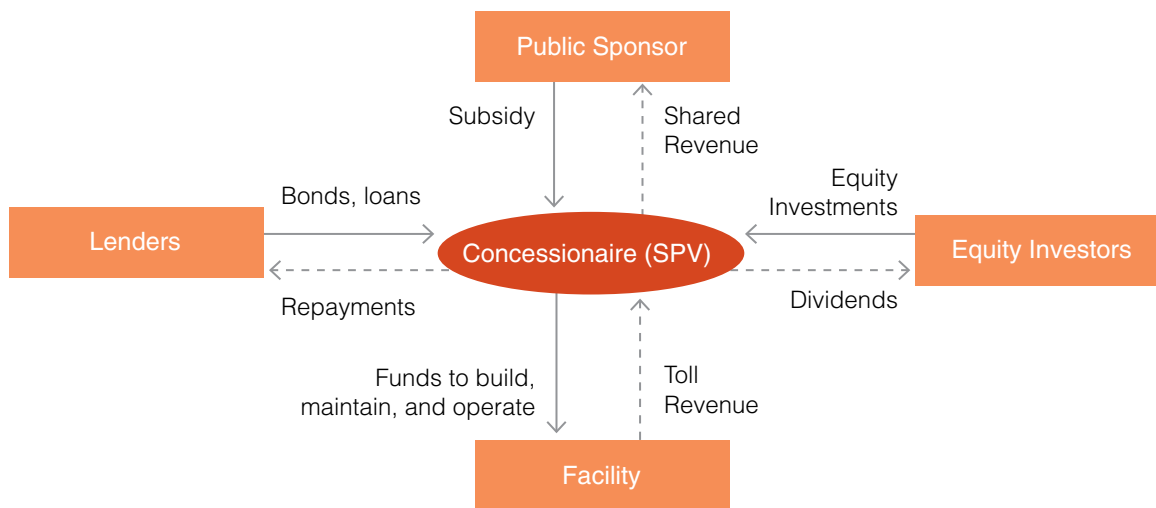 Public Sponsor
Subsidy
Shared
Revenue
Bonds, loans
Equity
Investments
Lenders
Concessionaire (SPV)
Equity Investors
Repayments
Dividends
Funds to build,
maintain, and operate
Toll
Revenue
Facility